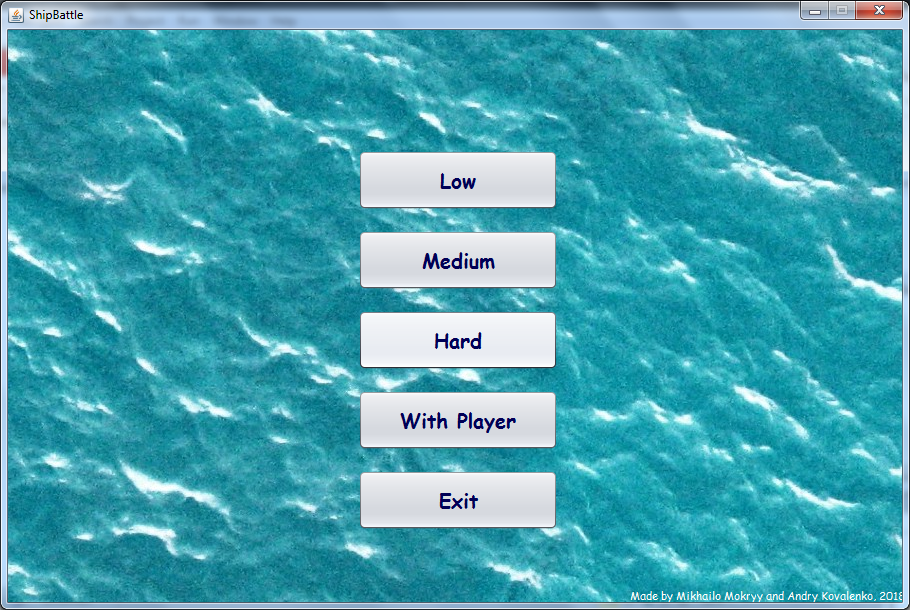 ShipBattle
Low
Medium
Hard
With Player
Exit
Made by Mikhailo Mokryy and Andry Kovalenko, 2018